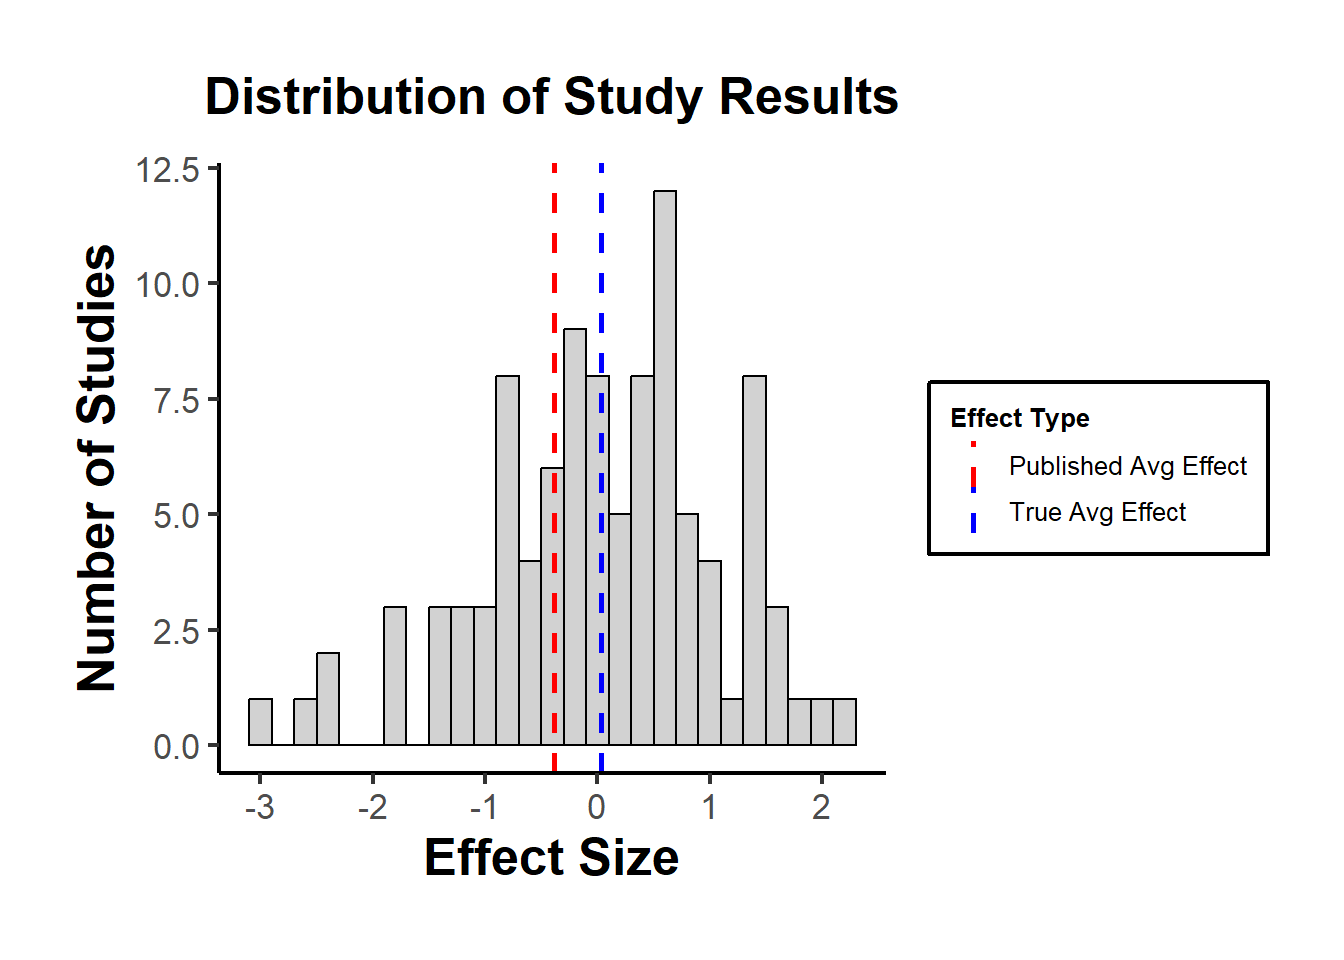 Distribution of Study Results
Number of Studies
12.5
10.0
7.5
5.0
2.5
0.0
-3
-2
-1
0
1
2
Effect Size
Effect Type
Published Avg Effect
True Avg Effect